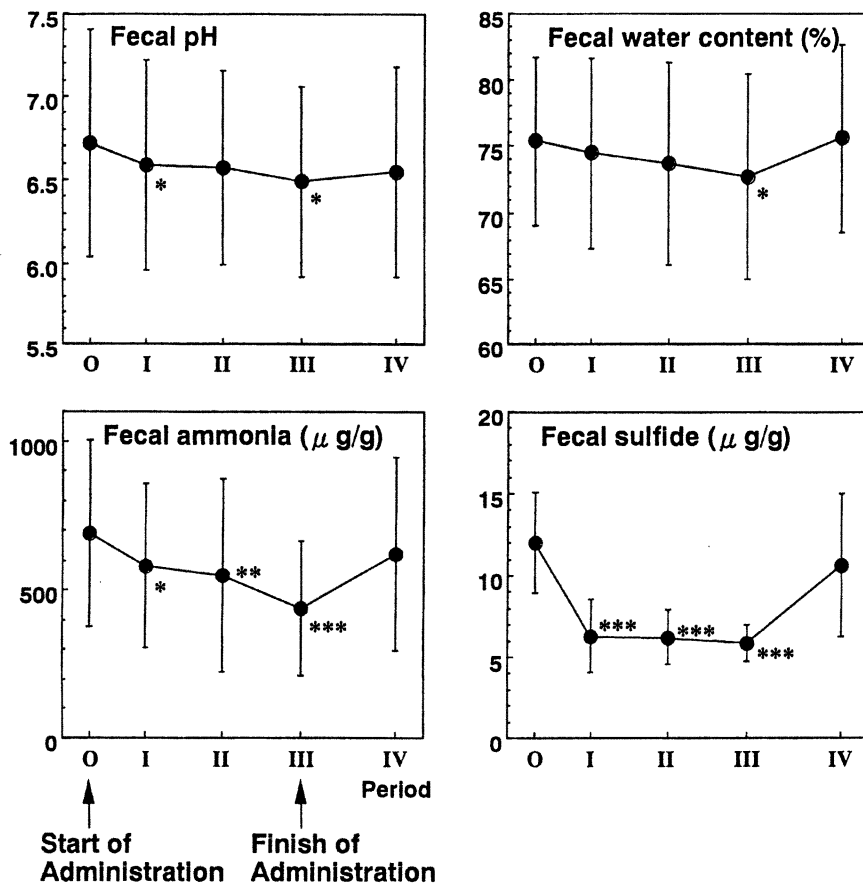 Fecal pH
7.5
7.0
6.5
6.0
5.5
*
*
O I II III IV
Fecal water content (%)
85
80
75
70
65
60
*
O I II III IV
Fecal ammonia (μ g/g)
1000
500
0
*
**
***
O I II III IV
Period
Start of
Administration
Finish of
Administration
Fecal sulfide (μ g/g)
20
15
10
5
0
***
***
***
O I II III IV